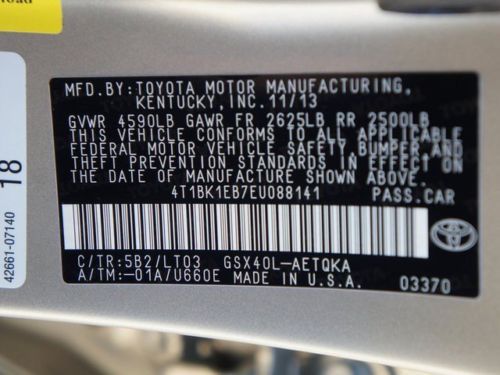 MFD.BY:TOYOTA MOTOR MANUFACTURING,
KENTUCKY, INC. 11/13
GVWR 4590LB GAWR FR 2625LB RR 2500LB
THIS VEHICLE CONFORMS TO ALL APPLICABLE
FEDERAL MOTOR VEHICLE SAFETY, BUMPER AND
THEFT PREVENTION STANDARDS IN EFFECT ON
THE DATE OF MANUFACTURE SHOWN ABOVE.
4T1BK1EB7EU088141 PASS.CAR
C/TR:5B2/LT03 GSX40L-AETQKA
A/TM:-01A/U660E MADE IN U.S.A. 03370
TOYOTA
18
42661-07140